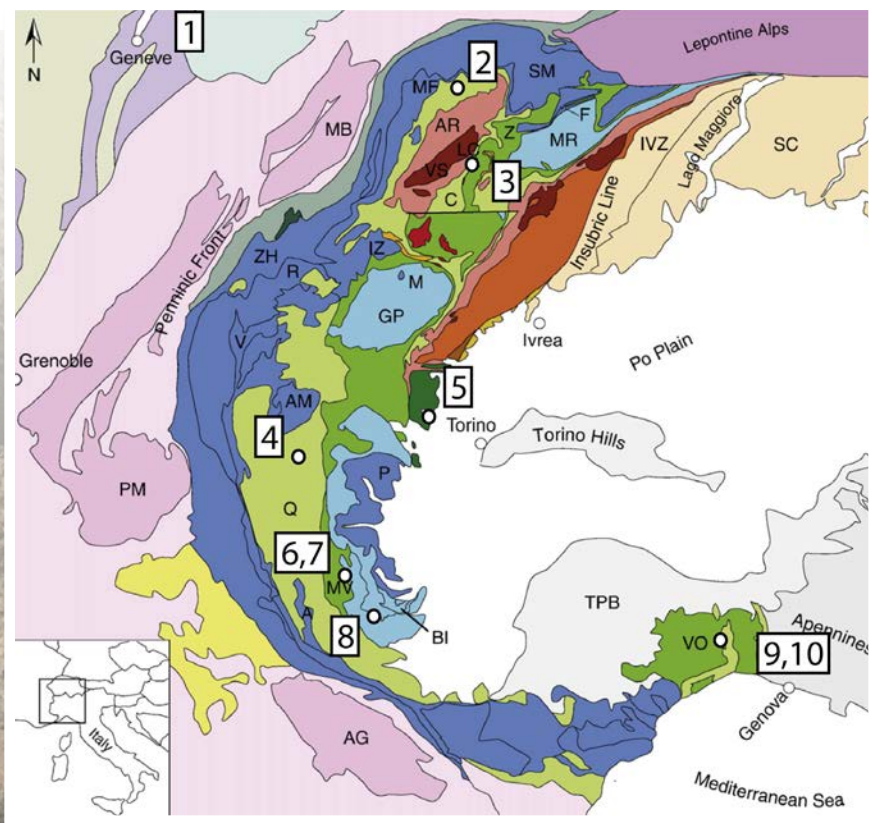 1
Geneve
N
2
Lepontine Alps
MF
SM
MB
AR
Z
F
MR
IVZ
Lago Maggiore
SC
LC
VS
3
C
Insubric Line
Penninic Front
ZH
R
IZ
M
GP
Ivrea
V
Po Plain
Grenoble
AM
5
Torino
Torino Hills
4
P
PM
Q
6,7
MV
TPB
A
8
BI
Apennines
VO
9,10
Genova
AG
Italy
Mediterranean Sea